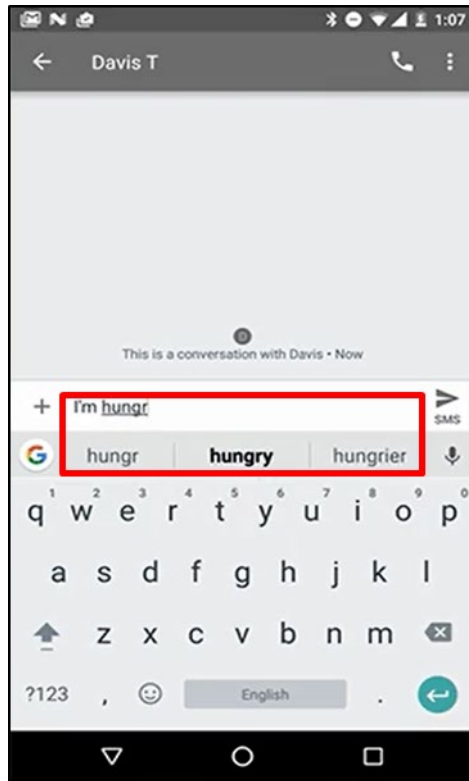 1:07
Davis T
D
This is a conversation with Davis • Now
I'm hungr
SMS
G hungr hungry hungrier
1 2 3 4 5 6 7 8 9 0
q w e r t y u i o p
a s d f g h j k l
z x c v b n m
?123 , English .